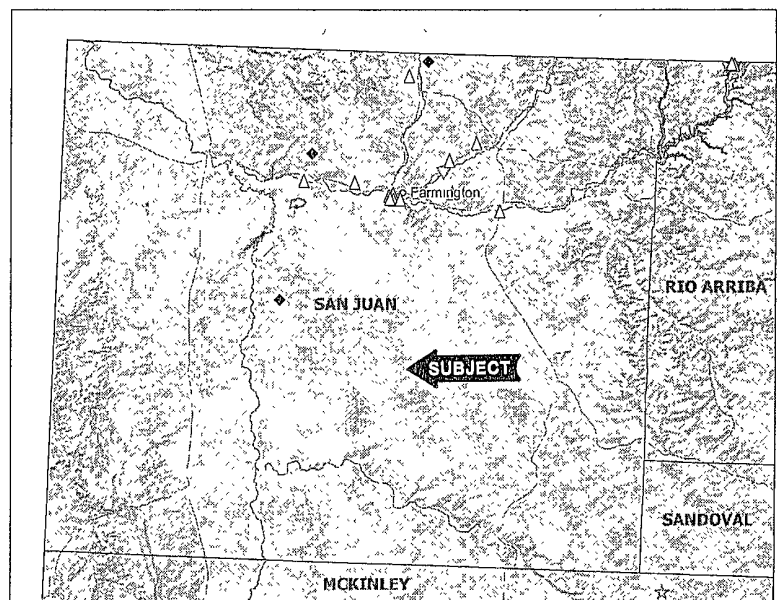 Farmington
RIO ARRIBA
SAN JUAN
SUBJECT
SANDOVAL
MCKINLEY